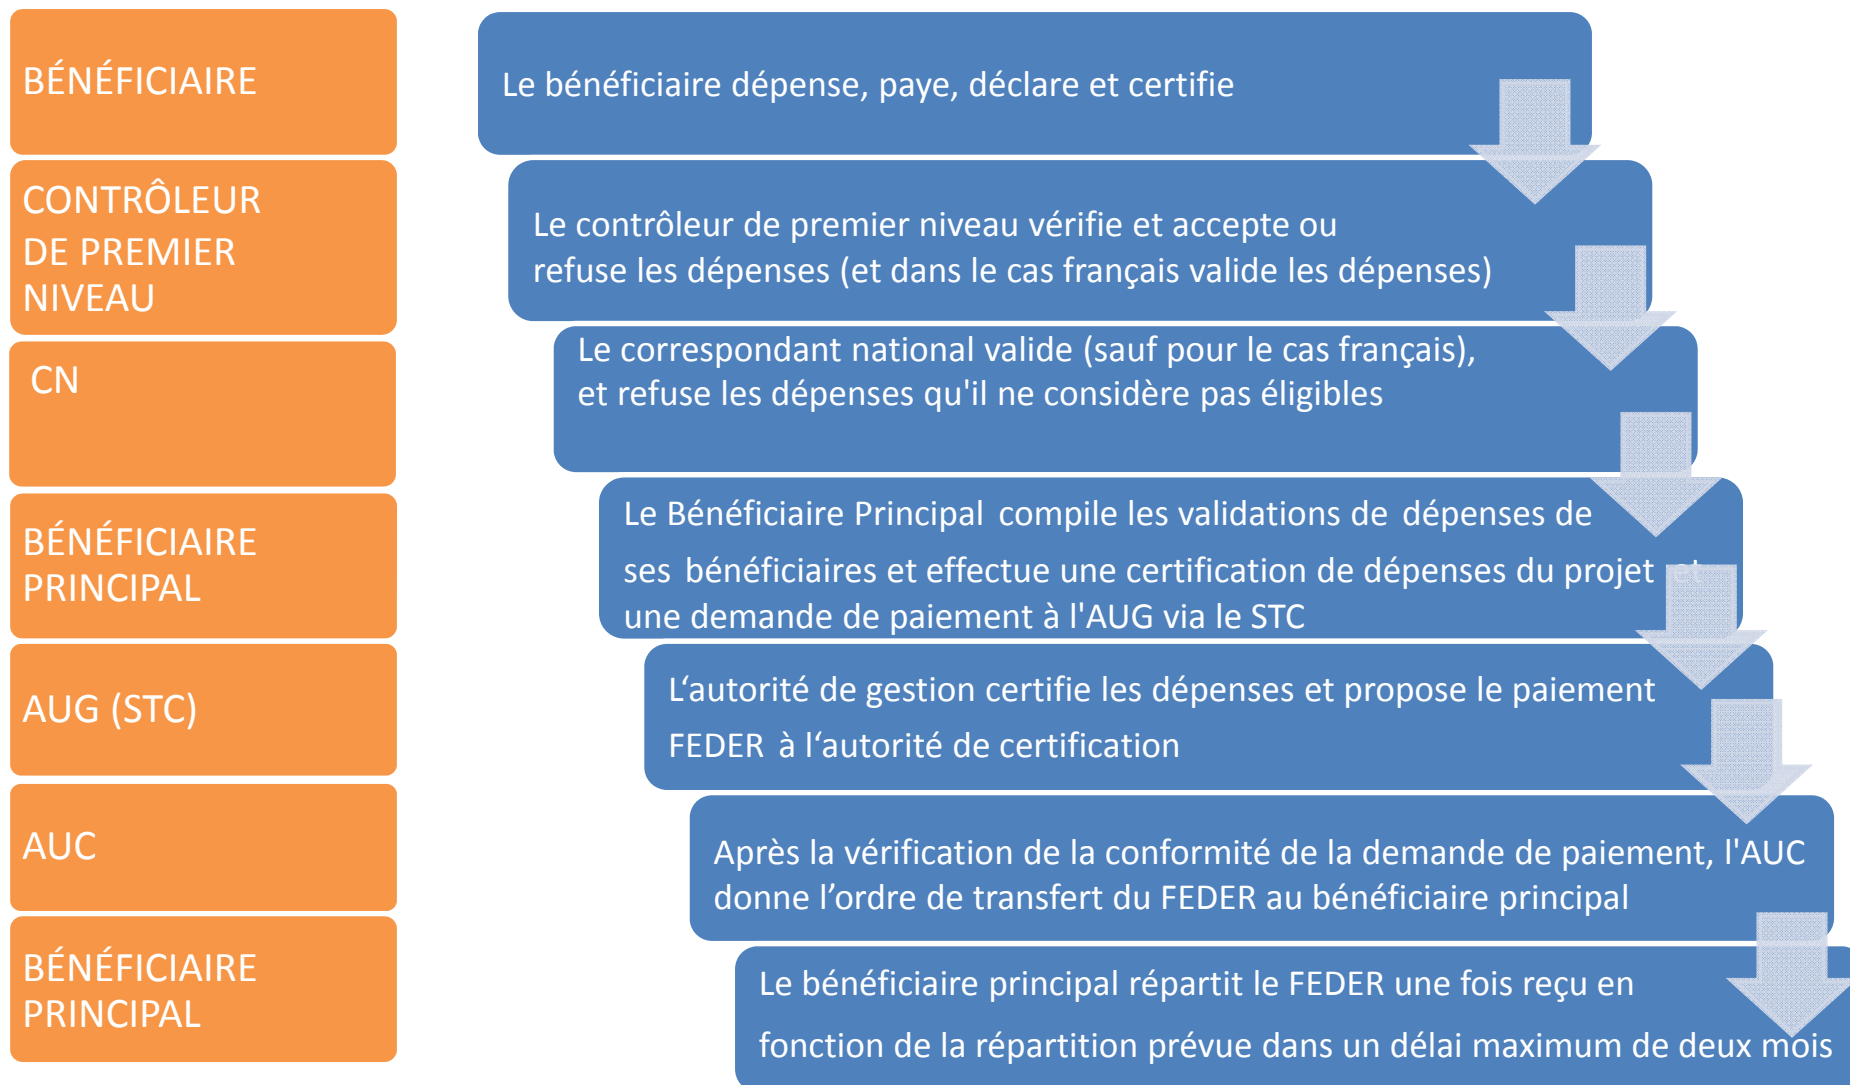 BÉNÉFICIAIRE
Le bénéficiaire dépense, paye, déclare et certifie
CONTRÔLEUR
DE PREMIER
NIVEAU
Le contrôleur de premier niveau vérifie et accepte ou
refuse les dépenses (et dans le cas français valide les dépenses)
CN
Le correspondant national valide (sauf pour le cas français),
et refuse les dépenses qu'il ne considère pas éligibles
BÉNÉFICIAIRE
PRINCIPAL
Le Bénéficiaire Principal compile les validations de dépenses de
ses bénéficiaires et effectue une certification de dépenses du projet et
une demande de paiement à l'AUG via le STC
AUG (STC)
L‘autorité de gestion certifie les dépenses et propose le paiement
FEDER à l‘autorité de certification
AUC
Après la vérification de la conformité de la demande de paiement, l'AUC
donne l’ordre de transfert du FEDER au bénéficiaire principal
BÉNÉFICIAIRE
PRINCIPAL
Le bénéficiaire principal répartit le FEDER une fois reçu en
fonction de la répartition prévue dans un délai maximum de deux mois